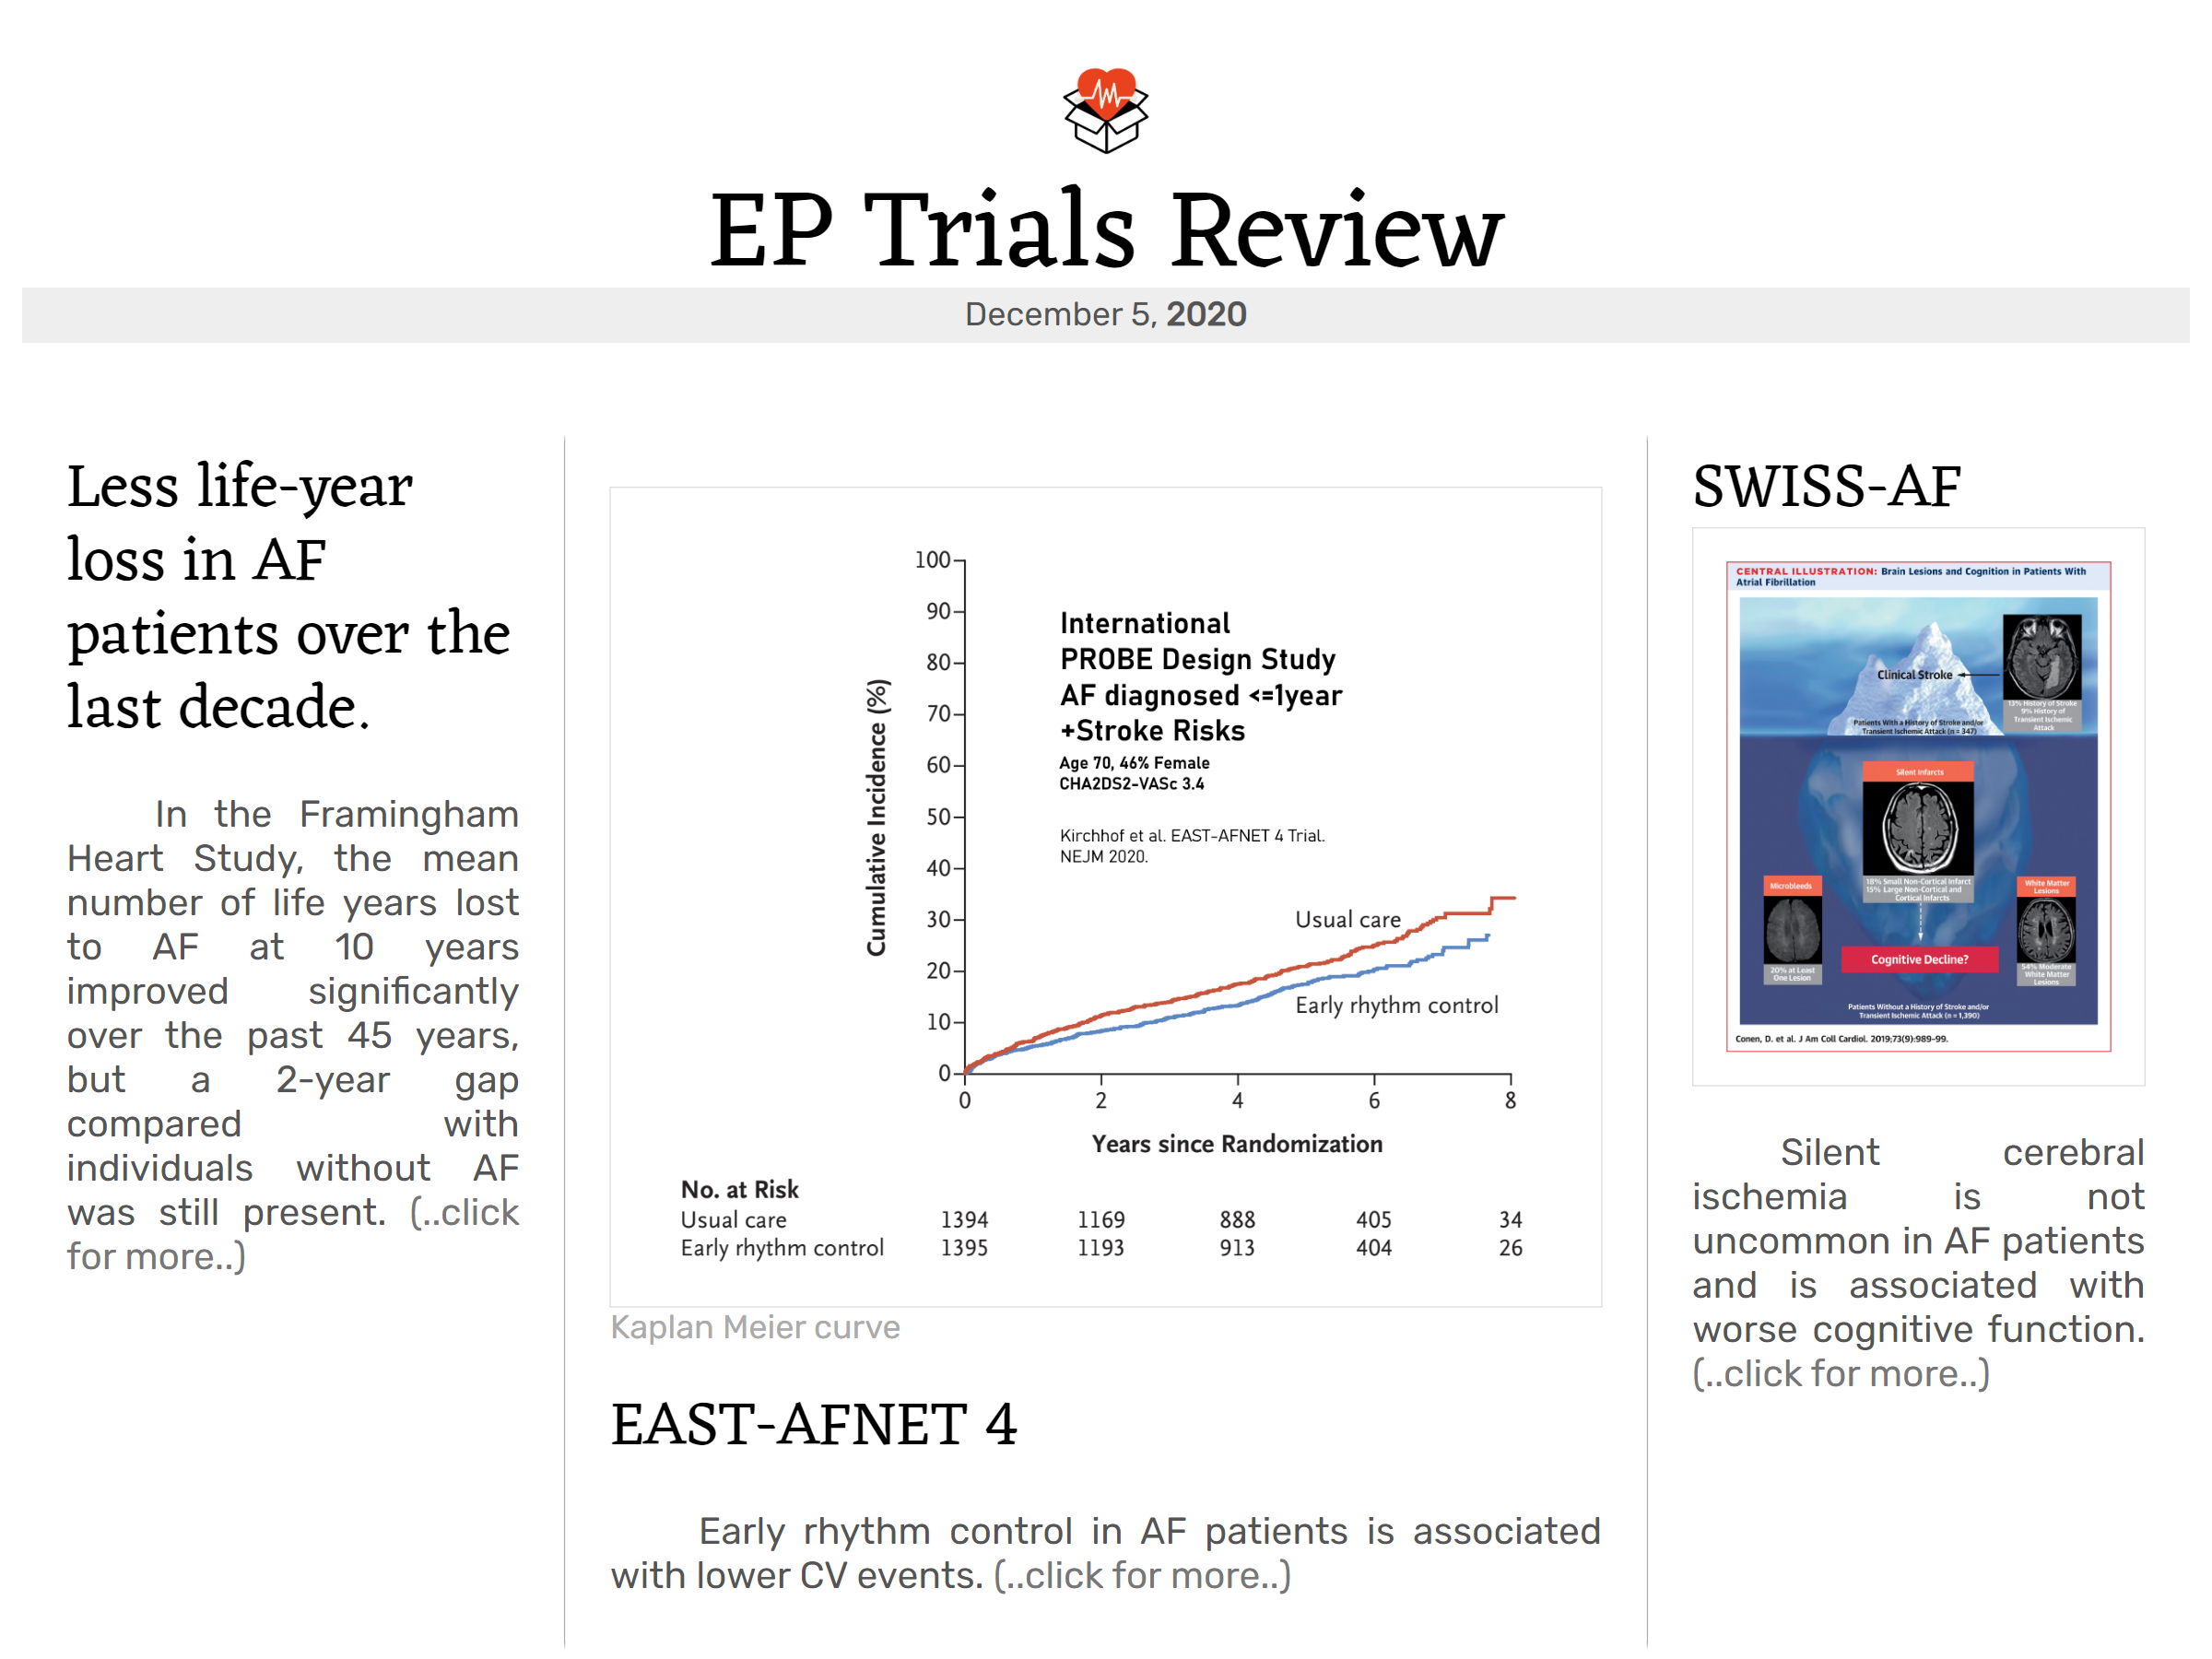 EP Trials Review
December 5, 2020
Less life-year
loss in AF
patients over the
last decade.
In the Framingham
Heart Study, the mean
number of life years lost
to AF at 10 years
improved significantly
over the past 45 years,
but a 2-year gap
compared with
individuals without AF
was still present. (..click
for more..)
100
90
80
70
60
50
40
30
20
10
0
Cumulative Incidence (%)
International
PROBE Design Study
AF diagnosed <=1year
+Stroke Risks
Age 70, 46% Female
CHA2DS2-VASc 3.4
Kirchhof et al. EAST-AFNET 4 Trial.
NEJM 2020.
Usual care
Early rhythm control
0 2 4 6 8
Years since Randomization
No. at Risk
Usual care 1394 1169 888 405 34
Early rhythm control 1395 1193 913 404 26
Kaplan Meier curve
EAST-AFNET 4
Early rhythm control in AF patients is associated
with lower CV events. (..click for more..)
SWISS-AF
CENTRAL ILLUSTRATION: Brain Lesions and Cognition in Patients With
Atrial Fibrillation
Clinical Stroke
13% History of Stroke
9% History of
Transient Ischemic
Attack
Patients With a History of Stroke and/or
Transient Ischemic Attack (n = 347)
Silent Infarcts
18% Small Non-Cortical Infarct
15% Large Non-Cortical and
Cortical Infarcts
Microbleeds
20% at Least
One Lesion
White Matter
Lesions
54% Moderate
White Matter
Lesions
Cognitive Decline?
Patients Without a History of Stroke and/or
Transient Ischemic Attack (n = 1,390)
Conen, D. et al. J Am Coll Cardiol. 2019;73(9):989-99.
Silent cerebral
ischemia is not
uncommon in AF patients
and is associated with
worse cognitive function.
(..click for more..)